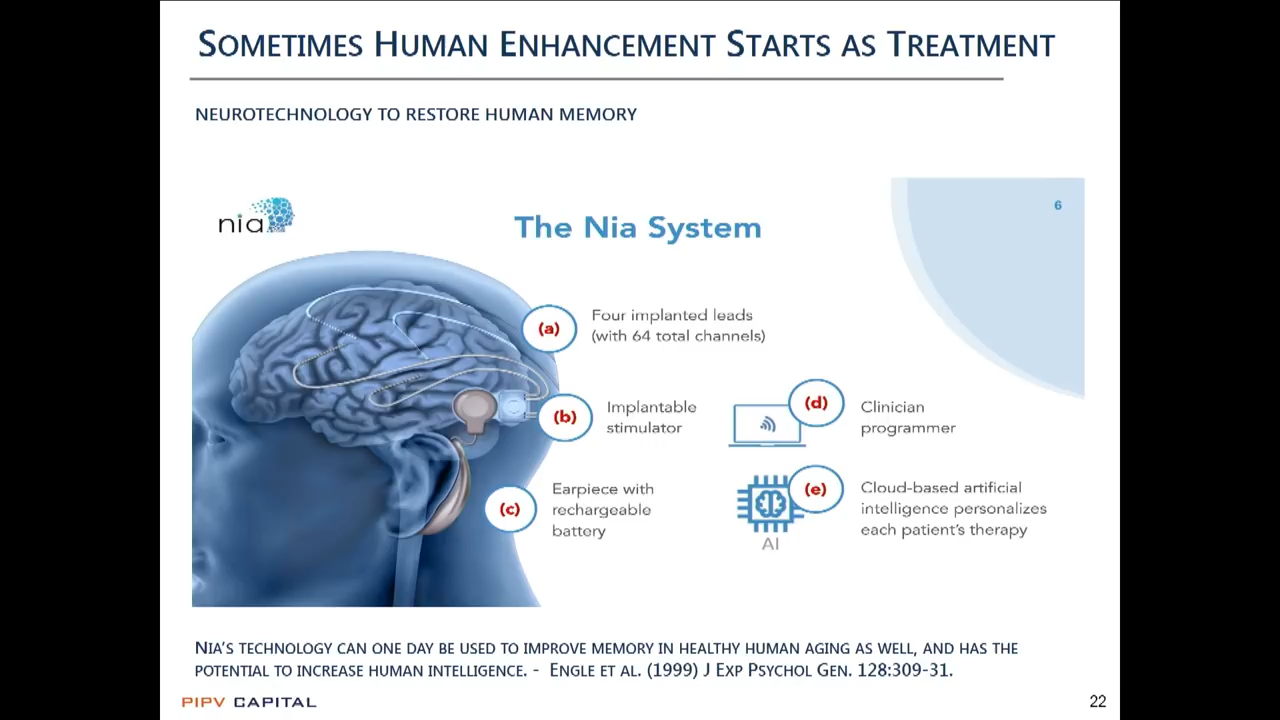 SOMETIMES HUMAN ENHANCEMENT STARTS AS TREATMENT
NEUROTECHNOLOGY TO RESTORE HUMAN MEMORY
nia
6
The Nia System
(a)
Four implanted leads
(with 64 total channels)
(b)
Implantable
stimulator
(c)
Earpiece with
rechargeable
battery
(d)
Clinician
programmer
(e)
Cloud-based artificial
intelligence personalizes
each patient's therapy
AI
NIA'S TECHNOLOGY CAN ONE DAY BE USED TO IMPROVE MEMORY IN HEALTHY HUMAN AGING AS WELL, AND HAS THE
POTENTIAL TO INCREASE HUMAN INTELLIGENCE. - ENGLE ET AL. (1999) J EXP PSYCHOL GEN. 128:309-31.
PIPV CAPITAL
22